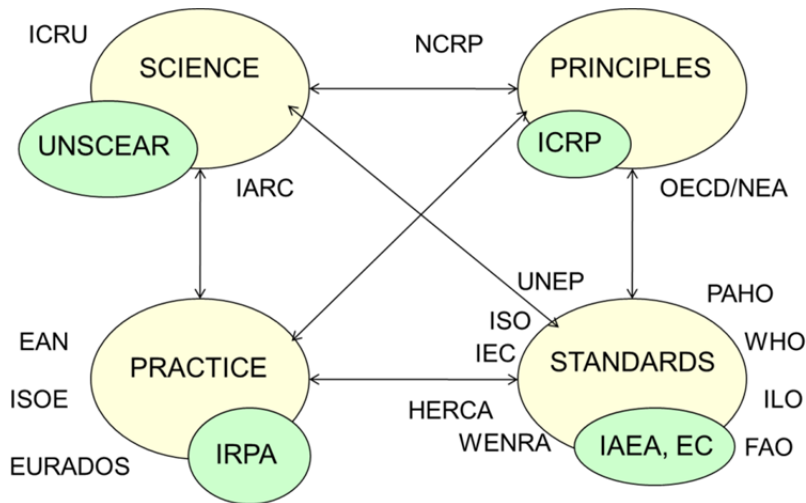 ICRU
NCRP
SCIENCE
PRINCIPLES
UNSCEAR
ICRP
IARC
OECD/NEA
UNEP
PAHO
ISO
EAN
WHO
IEC
PRACTICE
STANDARDS
ISOE
ILO
HERCA
WENRA
IAEA, EC
FAO
IRPA
EURADOS